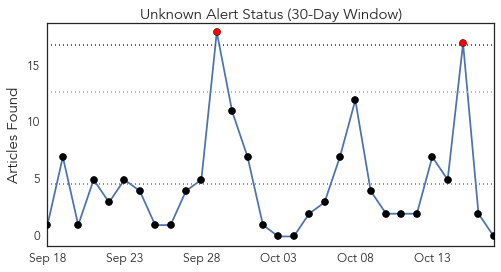 Unknown Alert Status (30-Day Window)
Articles Found
15
10
5
0
Sep 18
Sep 23
Sep 28
Oct 03
Oct 08
Oct 13